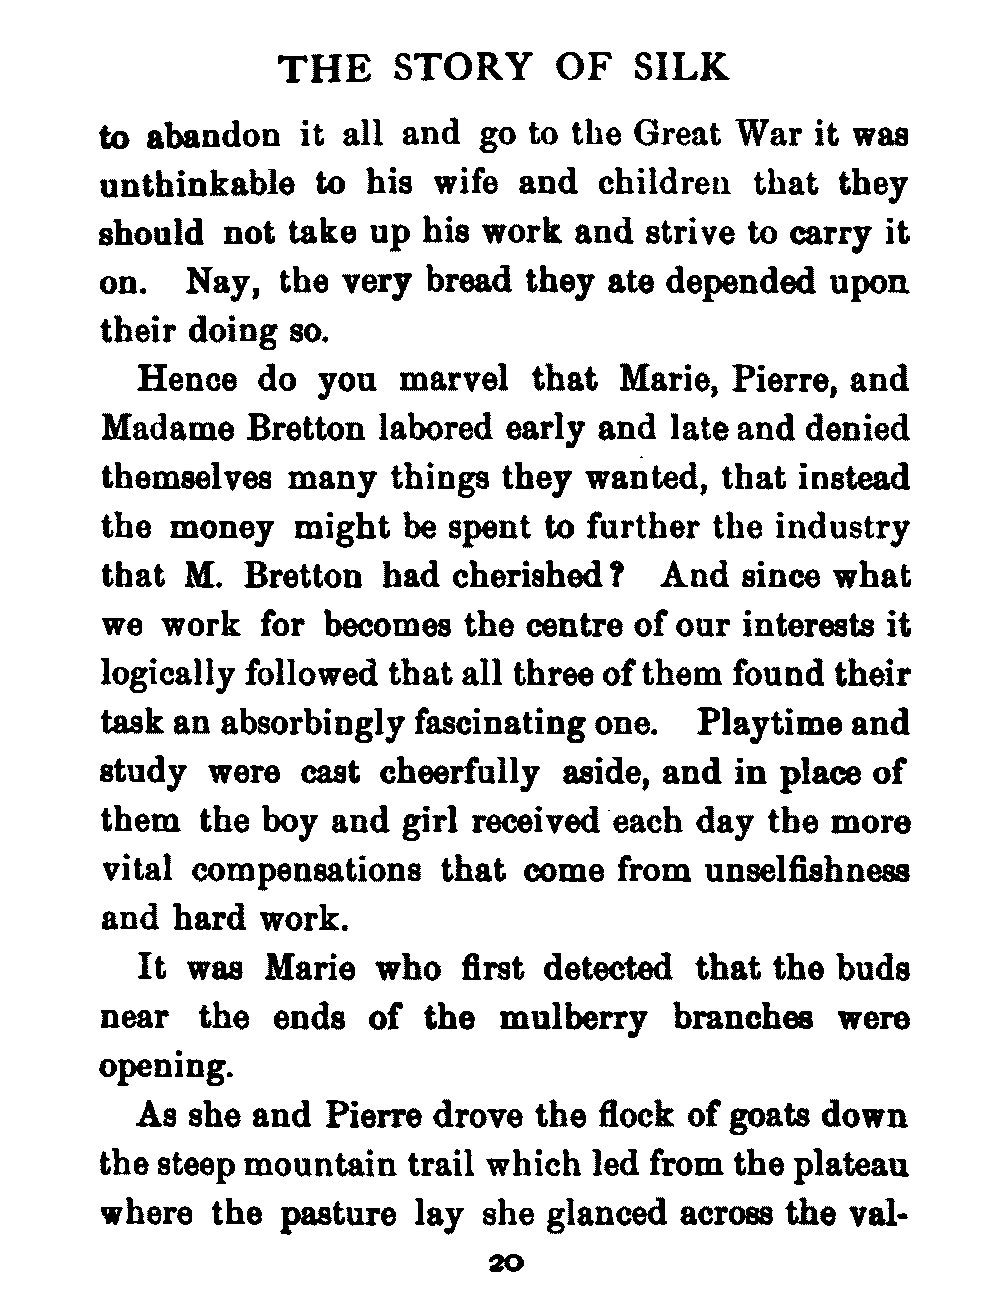 THE STORY OF SILK
to abandon it all and go to the Great War it was
unthinkable to his wife and children that they
should not take up his work and strive to carry it
on. Nay, the very bread they ate depended upon
their doing so.
Hence do you marvel that Marie, Pierre, and
Madame Bretton labored early and late and denied
themselves many things they wanted, that instead
the money might be spent to further the industry
that M. Bretton had cherished? And since what
we work for becomes the centre of our interests it
logically followed that all three of them found their
task an absorbingly fascinating one. Playtime and
study were cast cheerfully aside, and in place of
them the boy and girl received each day the more
vital compensations that come from unselfishness
and hard work.
It was Marie who first detected that the buds
near the ends of the mulberry branches were
opening.
As she and Pierre drove the flock of goats down
the steep mountain trail which led from the plateau
where the pasture lay she glanced across the val-
20